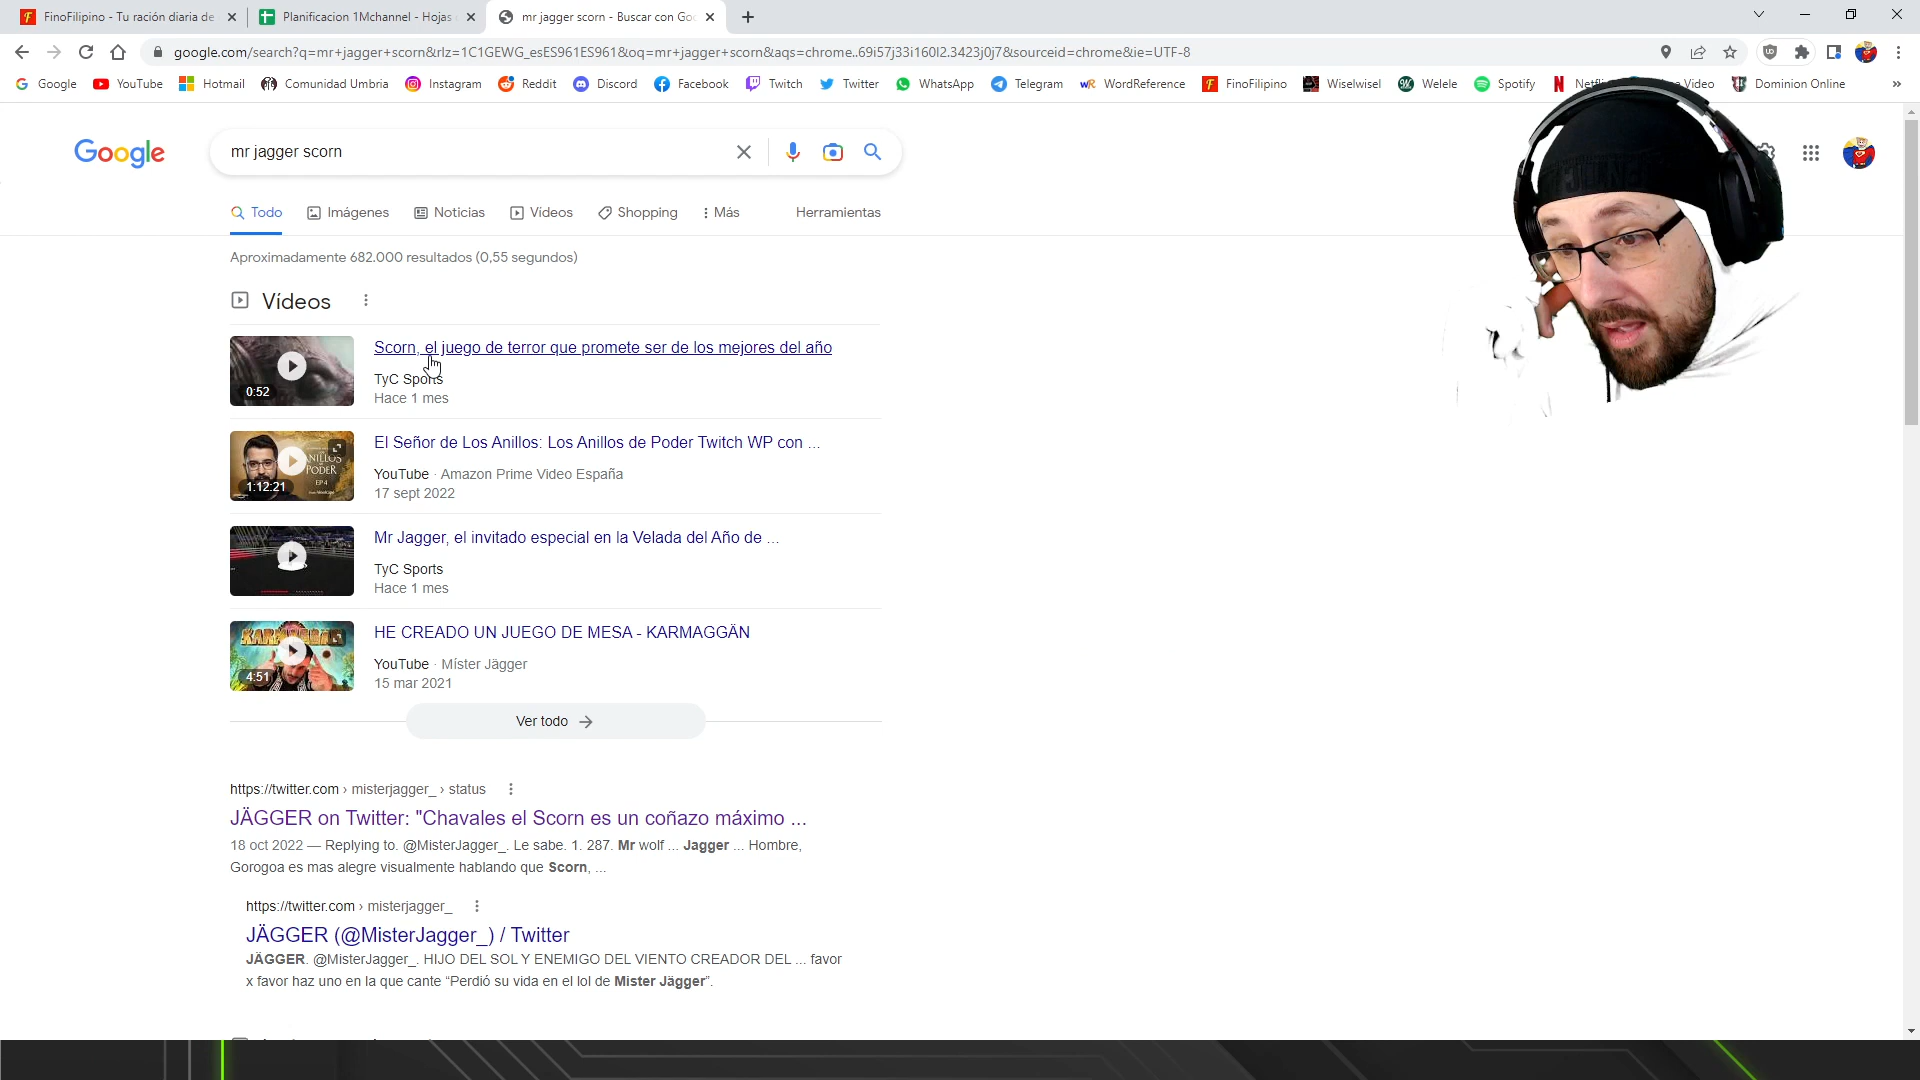 FinoFilipino - Tu ración diaria de
Planificacion 1Mchannel - Hojas
mr jagger scorn - Buscar con Goo
google.com/search?q=mr+jagger+scorn&rlz=1C1GEWG_esES961ES961&oq=mr+jagger+scorn&aqs=chrome..69i57j33i160l2.3423j0j7&sourceid=chrome&ie=UTF-8
Google YouTube Hotmail Comunidad Umbria Instagram Reddit Discord Facebook Twitch Twitter WhatsApp Telegram WordReference FinoFilipino Wiselwisel Welele Spotify Netfli Video Dominion Online »
Google
mr jagger scorn
Todo Imágenes Noticias Vídeos Shopping Más Herramientas
Aproximadamente 682.000 resultados (0,55 segundos)
Vídeos
Scorn, el juego de terror que promete ser de los mejores del año
0:52
TyC Sports
Hace 1 mes
El Señor de Los Anillos: Los Anillos de Poder Twitch WP con ...
ANILLOS
PODER
EP 4
1:12:21
YouTube · Amazon Prime Video España
17 sept 2022
Mr Jagger, el invitado especial en la Velada del Año de ...
TyC Sports
Hace 1 mes
HE CREADO UN JUEGO DE MESA - KARMAGGÄN
4:51
YouTube · Míster Jägger
15 mar 2021
Ver todo
https://twitter.com › misterjagger_ › status
JÄGGER on Twitter: "Chavales el Scorn es un coñazo máximo ...
18 oct 2022 — Replying to. @MisterJagger_. Le sabe. 1. 287. Mr wolf ... Jagger ... Hombre,
Gorogoa es mas alegre visualmente hablando que Scorn, ...
https://twitter.com › misterjagger_
JÄGGER (@MisterJagger_) / Twitter
JÄGGER. @MisterJagger_. HIJO DEL SOL Y ENEMIGO DEL VIENTO CREADOR DEL ... favor
x favor haz uno en la que cante “Perdió su vida en el lol de Mister Jägger”.